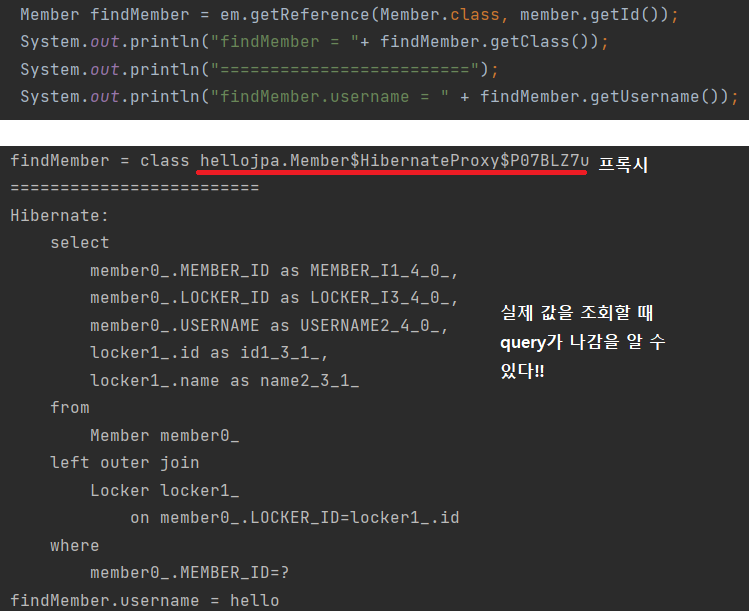 Member findMember = em.getReference(Member.class, member.getId());
System.out.println("findMember = "+ findMember.getClass());
System.out.println("=========================");
System.out.println("findMember.username = " + findMember.getUsername());
findMember = class hellojpa.Member$HibernateProxy$P07BLZ7u 프록시
=========================
Hibernate:
select
member0_.MEMBER_ID as MEMBER_I1_4_0_,
member0_.LOCKER_ID as LOCKER_I3_4_0_,
member0_.USERNAME as USERNAME2_4_0_,
locker1_.id as id1_3_1_,
locker1_.name as name2_3_1_
from
Member member0_
left outer join
Locker locker1_
on member0_.LOCKER_ID=locker1_.id
where
member0_.MEMBER_ID=?
findMember.username = hello
실제 값을 조회할 때
query가 나감을 알 수
있다!!